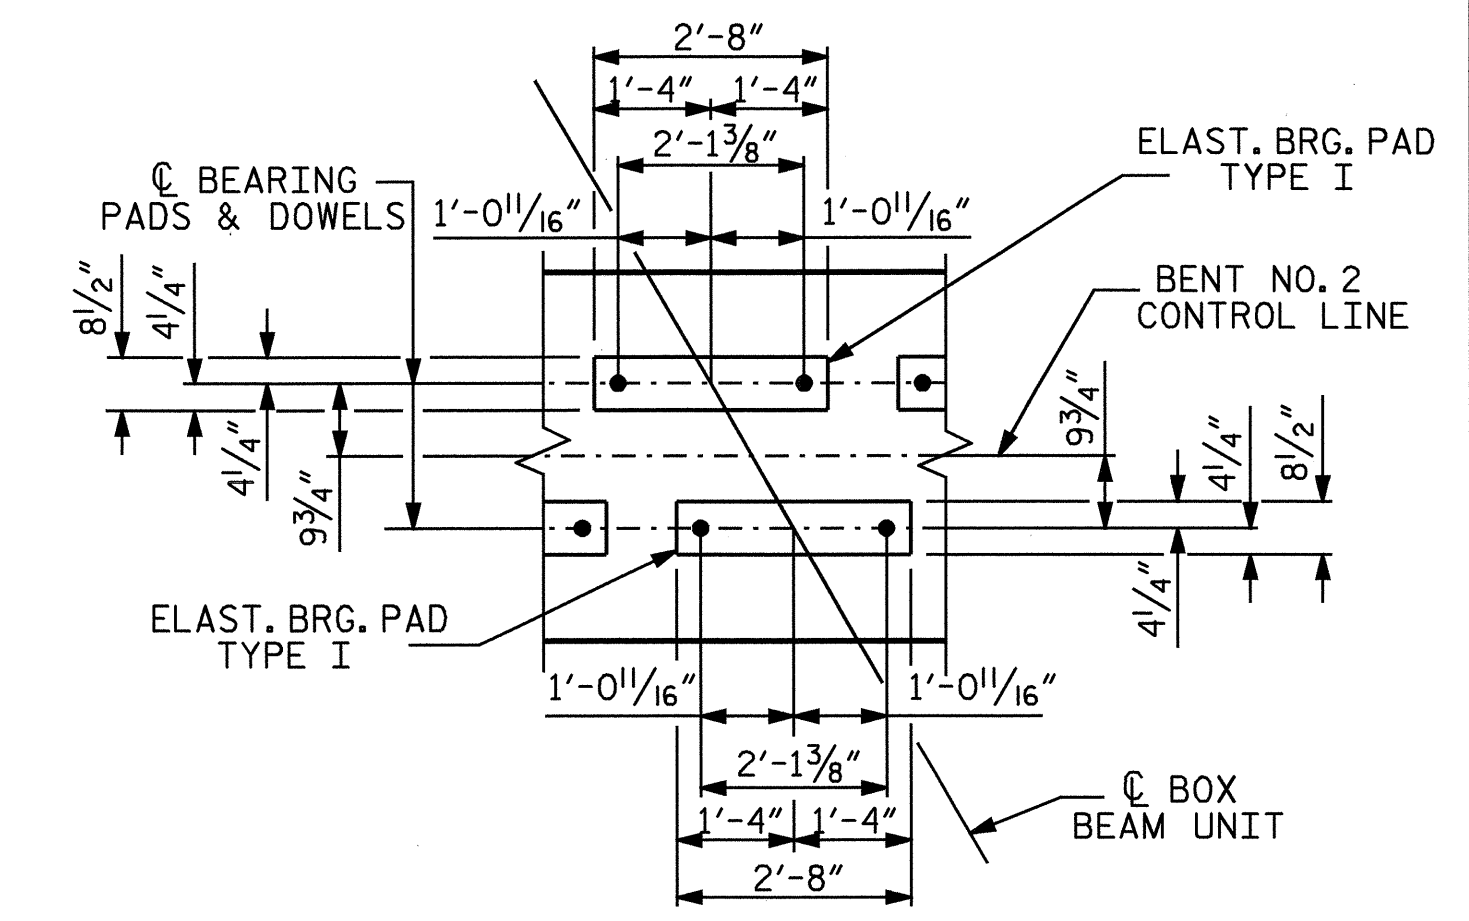 2'-8"
1'-4" 1'-4"
2'-1 3/8"
ELAST. BRG. PAD
TYPE I
℄ BEARING
PADS & DOWELS
1'-0 11/16" 1'-0 11/16"
8 1/2"
4 1/4"
BENT NO. 2
CONTROL LINE
4 1/4"
9 3/4"
9 3/4"
4 1/4"
8 1/2"
4 1/4"
ELAST. BRG. PAD
TYPE I
1'-0 11/16" 1'-0 11/16"
2'-1 3/8"
1'-4" 1'-4"
2'-8"
℄ BOX
BEAM UNIT